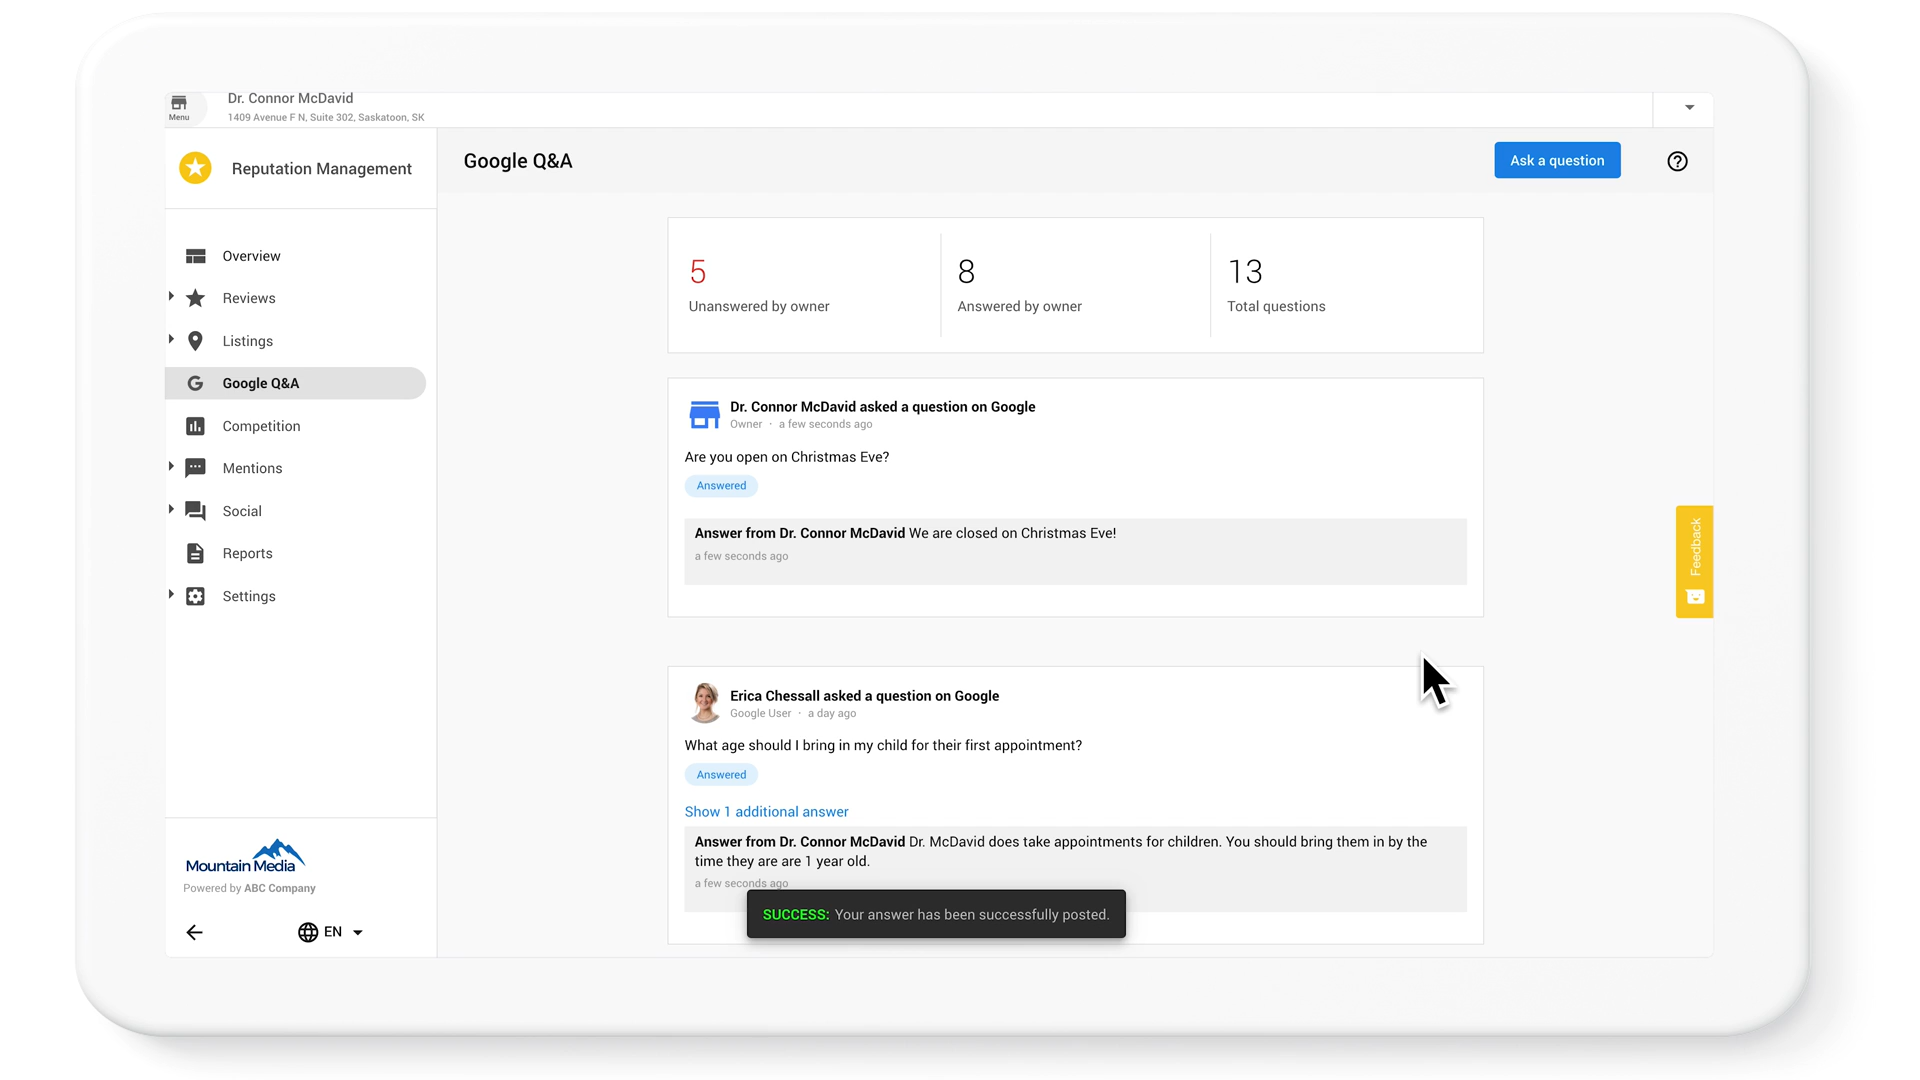 Menu
Dr. Connor McDavid
1409 Avenue F N, Suite 302, Saskatoon, SK
Reputation Management
Google Q&A
Ask a question
Overview
Reviews
Listings
Google Q&A
Competition
Mentions
Social
Reports
Settings
5
Unanswered by owner
8
Answered by owner
13
Total questions
Dr. Connor McDavid asked a question on Google
Owner · a few seconds ago
Are you open on Christmas Eve?
Answered
Answer from Dr. Connor McDavid We are closed on Christmas Eve!
a few seconds ago
Feedback
Erica Chessall asked a question on Google
Google User · a day ago
What age should I bring in my child for their first appointment?
Answered
Show 1 additional answer
Answer from Dr. Connor McDavid Dr. McDavid does take appointments for children. You should bring them in by the
time they are are 1 year old.
a few seconds ago
SUCCESS: Your answer has been successfully posted.
Mountain Media
Powered by ABC Company
EN